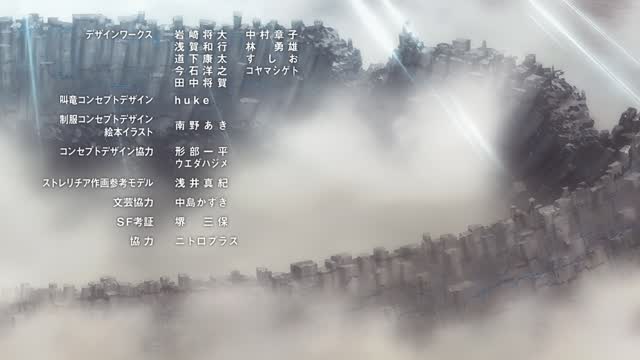 デザインワークス 岩崎将大 中村章子
浅賀和行 林 勇雄
道下康太 すしお
今石洋之 コヤマシゲト
田中将賀
叫竜コンセプトデザイン huke
制服コンセプトデザイン
絵本イラスト 南野あき
コンセプトデザイン協力 形部一平
ウエダハジメ
ストレリチア作画参考モデル 浅井真紀
文芸協力 中島かずき
SF考証 堺 三保
協力 ニトロプラス